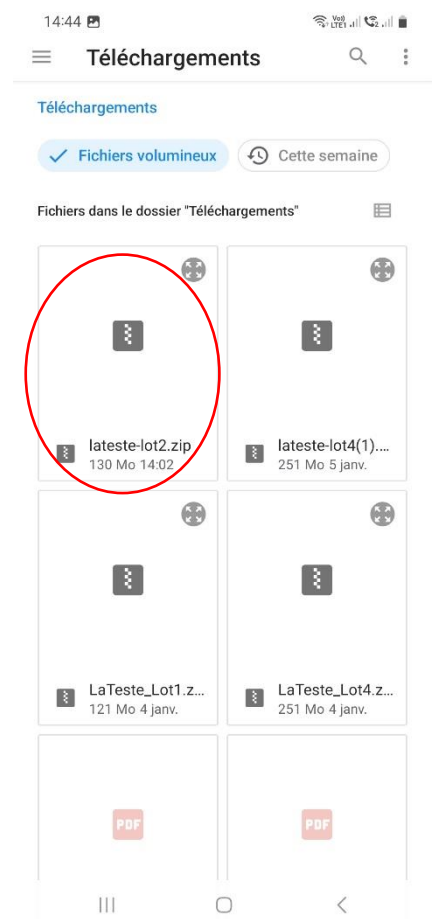 14:44
Vo))
LTE1
2
Téléchargements
Téléchargements
Fichiers volumineux
Cette semaine
Fichiers dans le dossier "Téléchargements"
lateste-lot2.zip
130 Mo 14:02
lateste-lot4(1)....
251 Mo 5 janv.
LaTeste_Lot1.z...
121 Mo 4 janv.
LaTeste_Lot4.z...
251 Mo 4 janv.
PDF
PDF